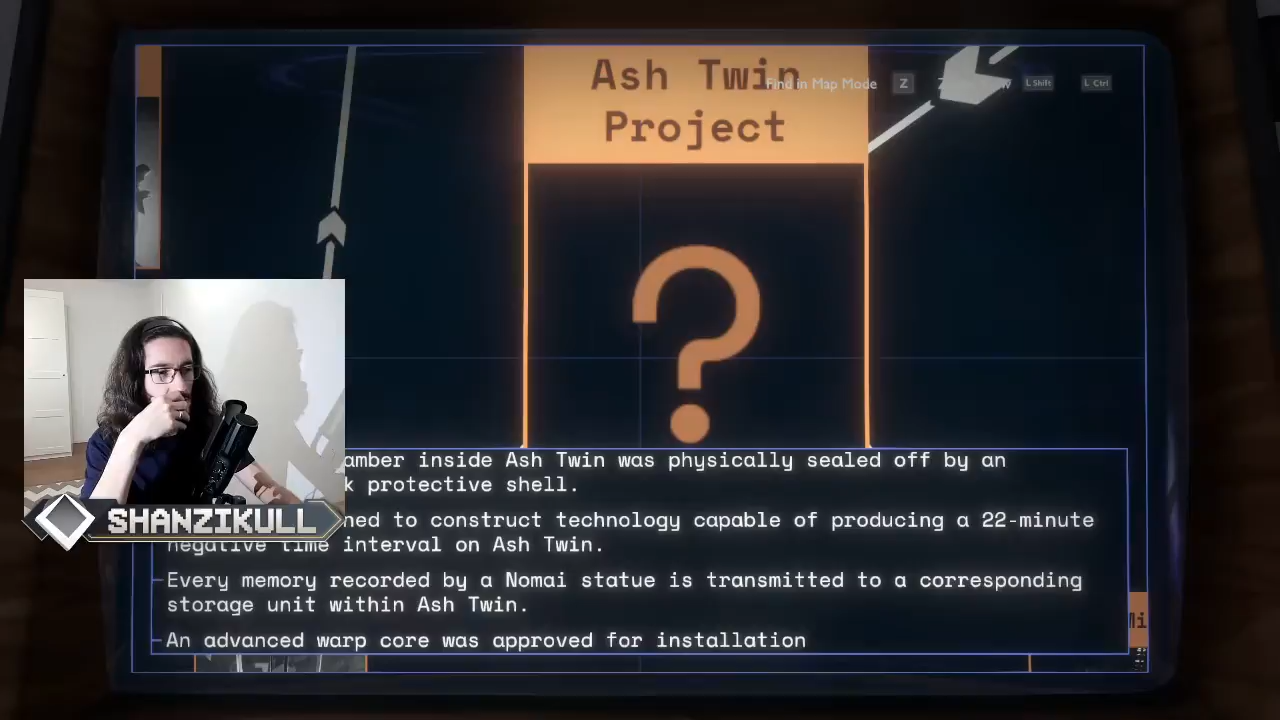 Ash Twin
Project
Find in Map Mode Z L Shift L Ctrl
amber inside Ash Twin was physically sealed off by an
k protective shell.
ned to construct technology capable of producing a 22-minute
negative time interval on Ash Twin.
Every memory recorded by a Nomai statue is transmitted to a corresponding
storage unit within Ash Twin.
An advanced warp core was approved for installation
SHANZIKULL
Mi